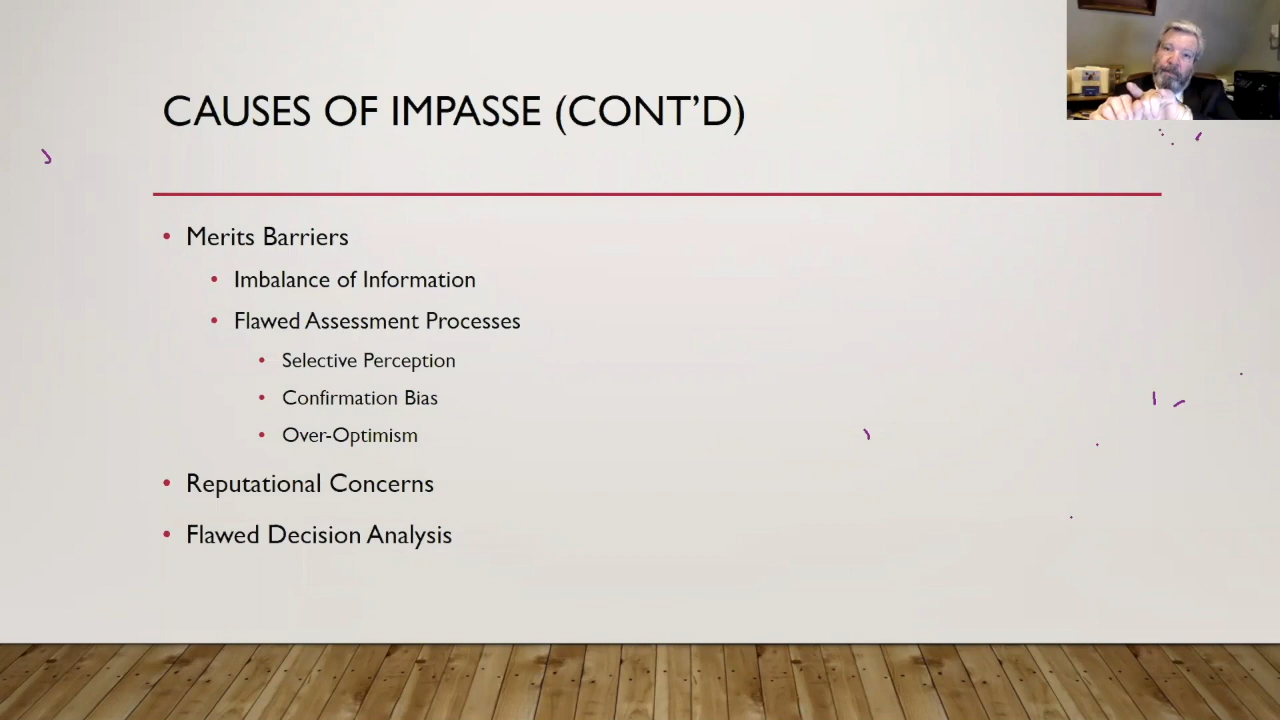 CAUSES OF IMPASSE (CONT’D)
• Merits Barriers
• Imbalance of Information
• Flawed Assessment Processes
• Selective Perception
• Confirmation Bias
• Over-Optimism
• Reputational Concerns
• Flawed Decision Analysis